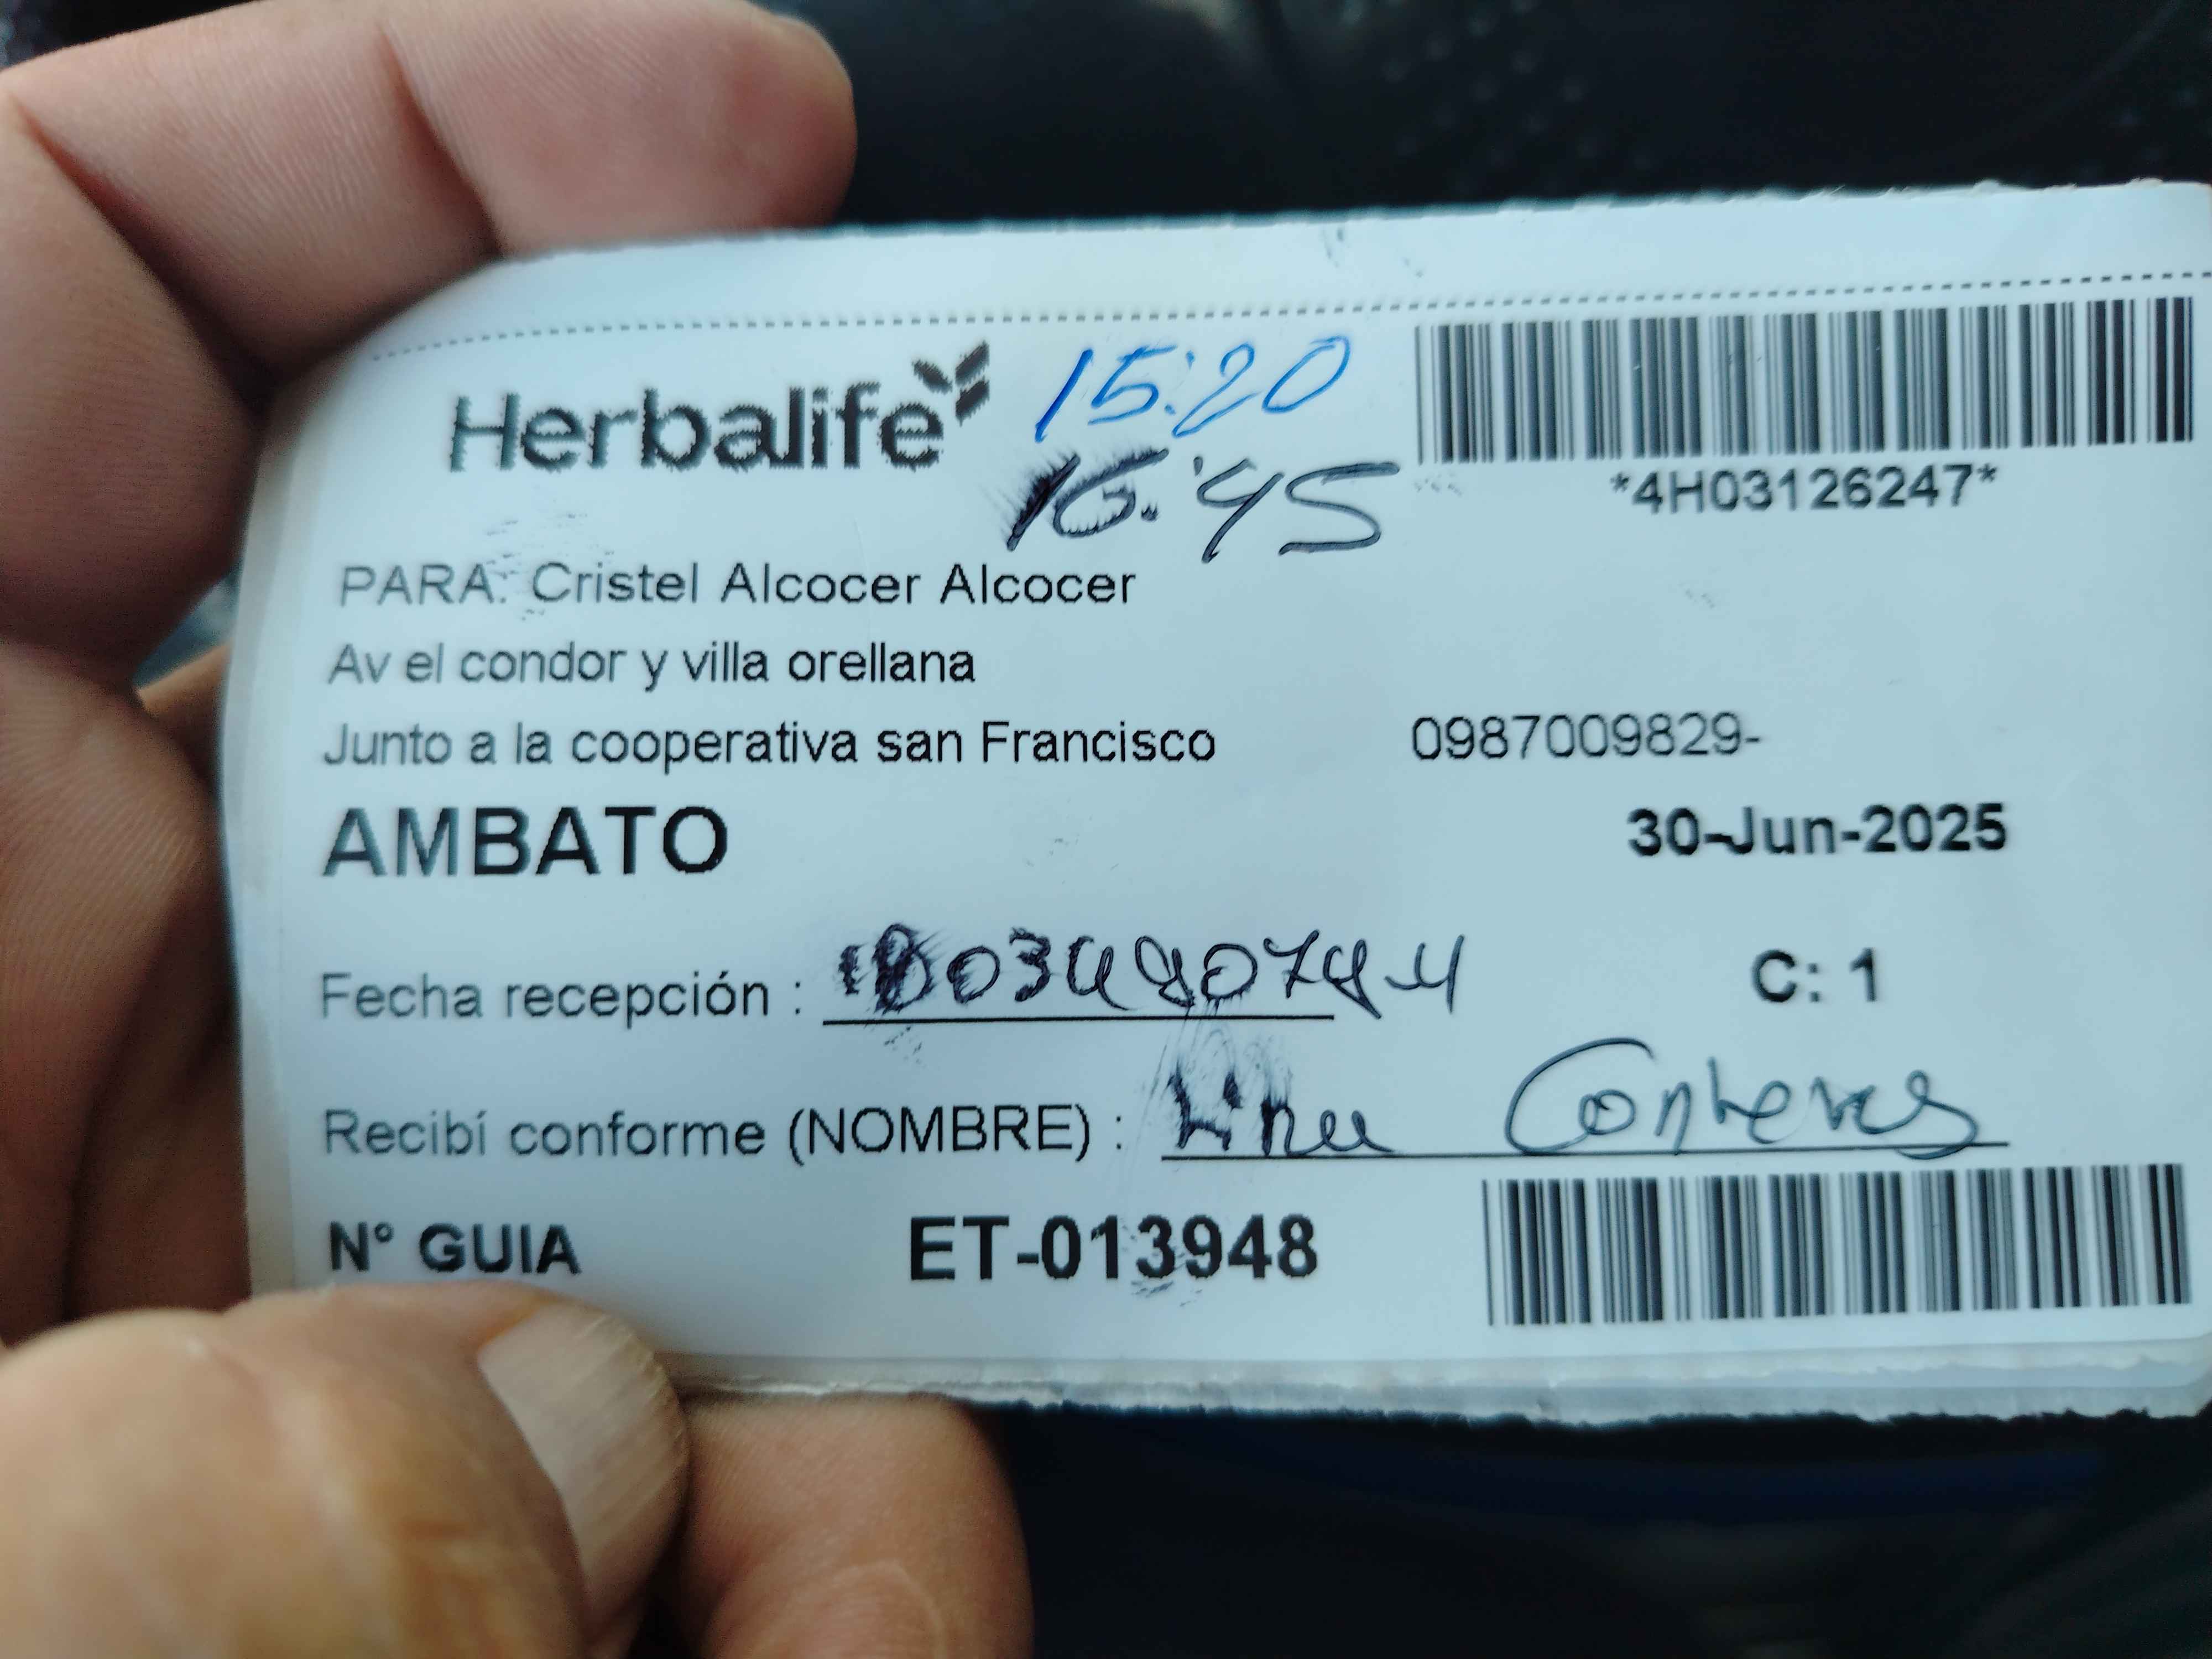 Herbalife
15:20
16:45
*4H03126247*
PARA: Cristel Alcocer Alcocer
Av el condor y villa orellana
Junto a la cooperativa san Francisco 0987009829-
AMBATO 30-Jun-2025
Fecha recepción : C: 1
Recibí conforme (NOMBRE) :
N° GUIA ET-013948